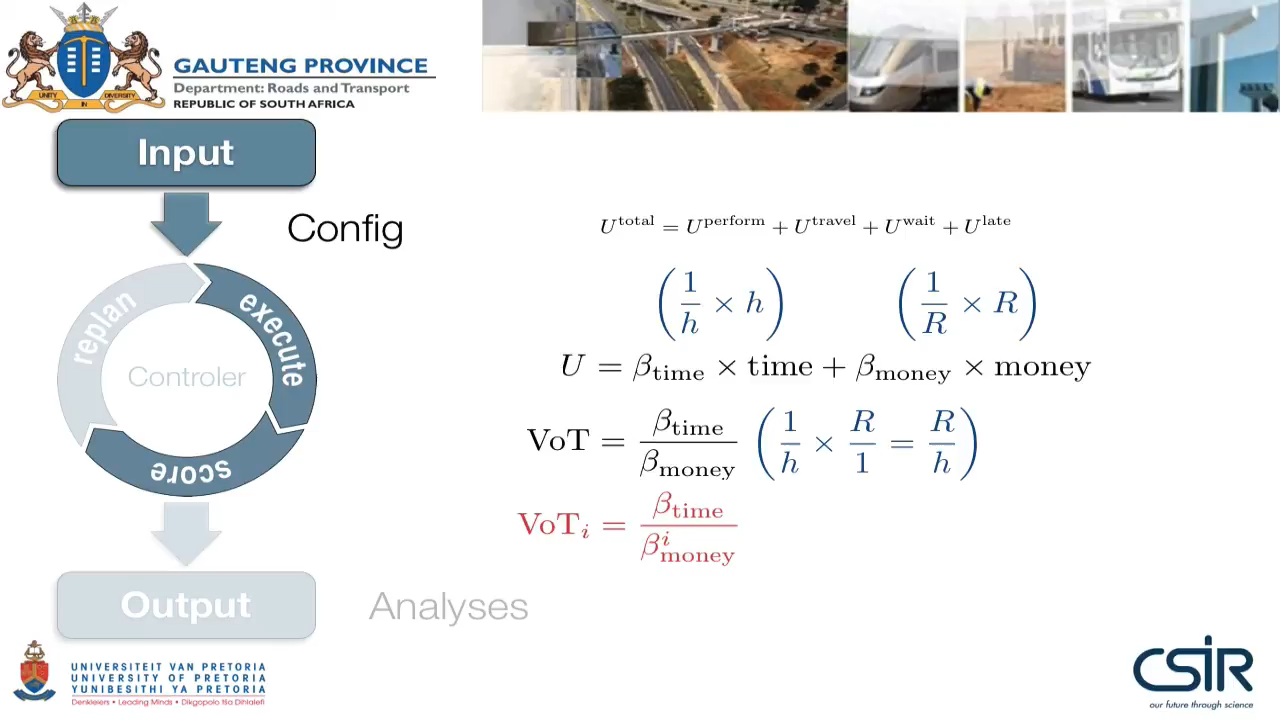 GAUTENG PROVINCE
Department: Roads and Transport
REPUBLIC OF SOUTH AFRICA
UNITY IN DIVERSITY
Input
Config
U^total = U^perform + U^travel + U^wait + U^late
(1/h × h) (1/R × R)
U = β_time × time + β_money × money
VoT = β_time/β_money (1/h × R/1 = R/h)
VoT_i = β_time/β^i_money
replan
execute
score
Controler
Output
Analyses
UNIVERSITEIT VAN PRETORIA
UNIVERSITY OF PRETORIA
YUNIBESITHI YA PRETORIA
Denkleiers • Leading Minds • Dikgopolo tša Dihlalefi
CSIR
our future through science